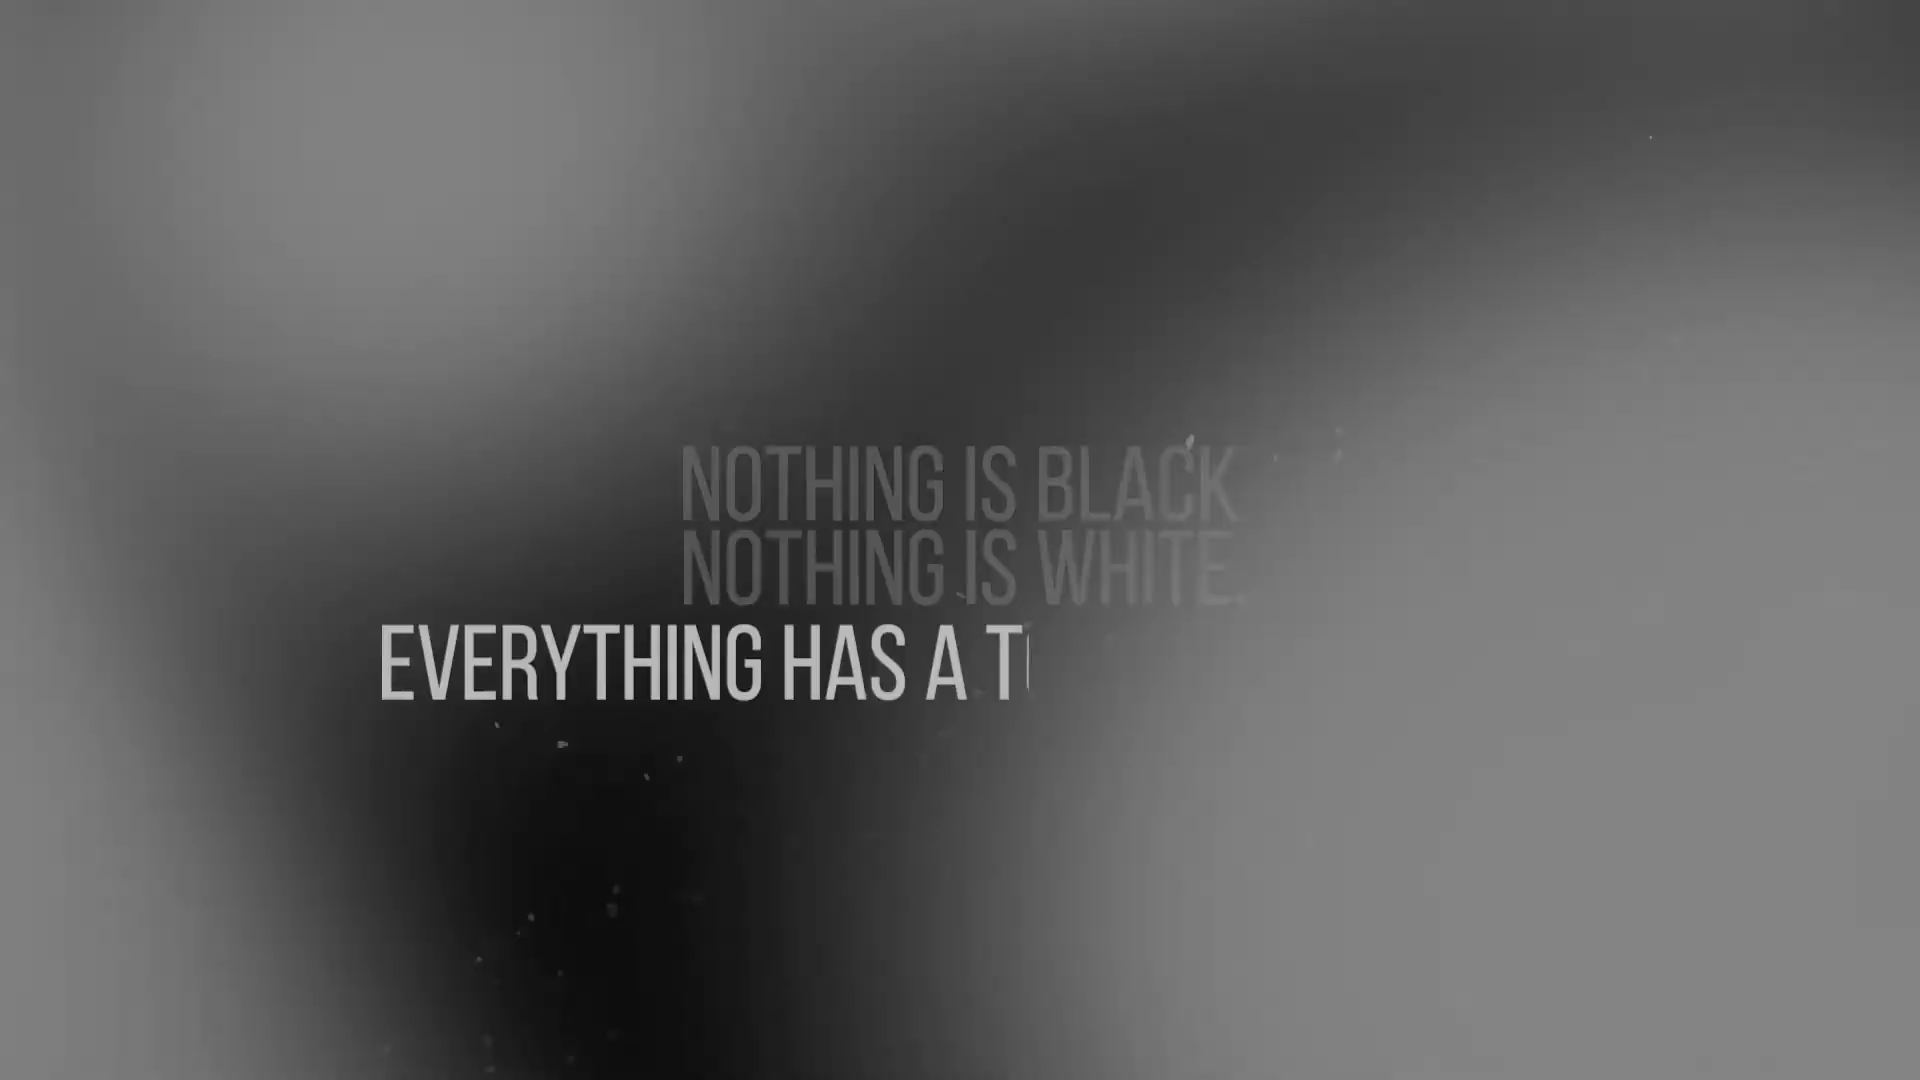 NOTHING IS BLACK.
NOTHING IS WHITE.
EVERYTHING HAS A T